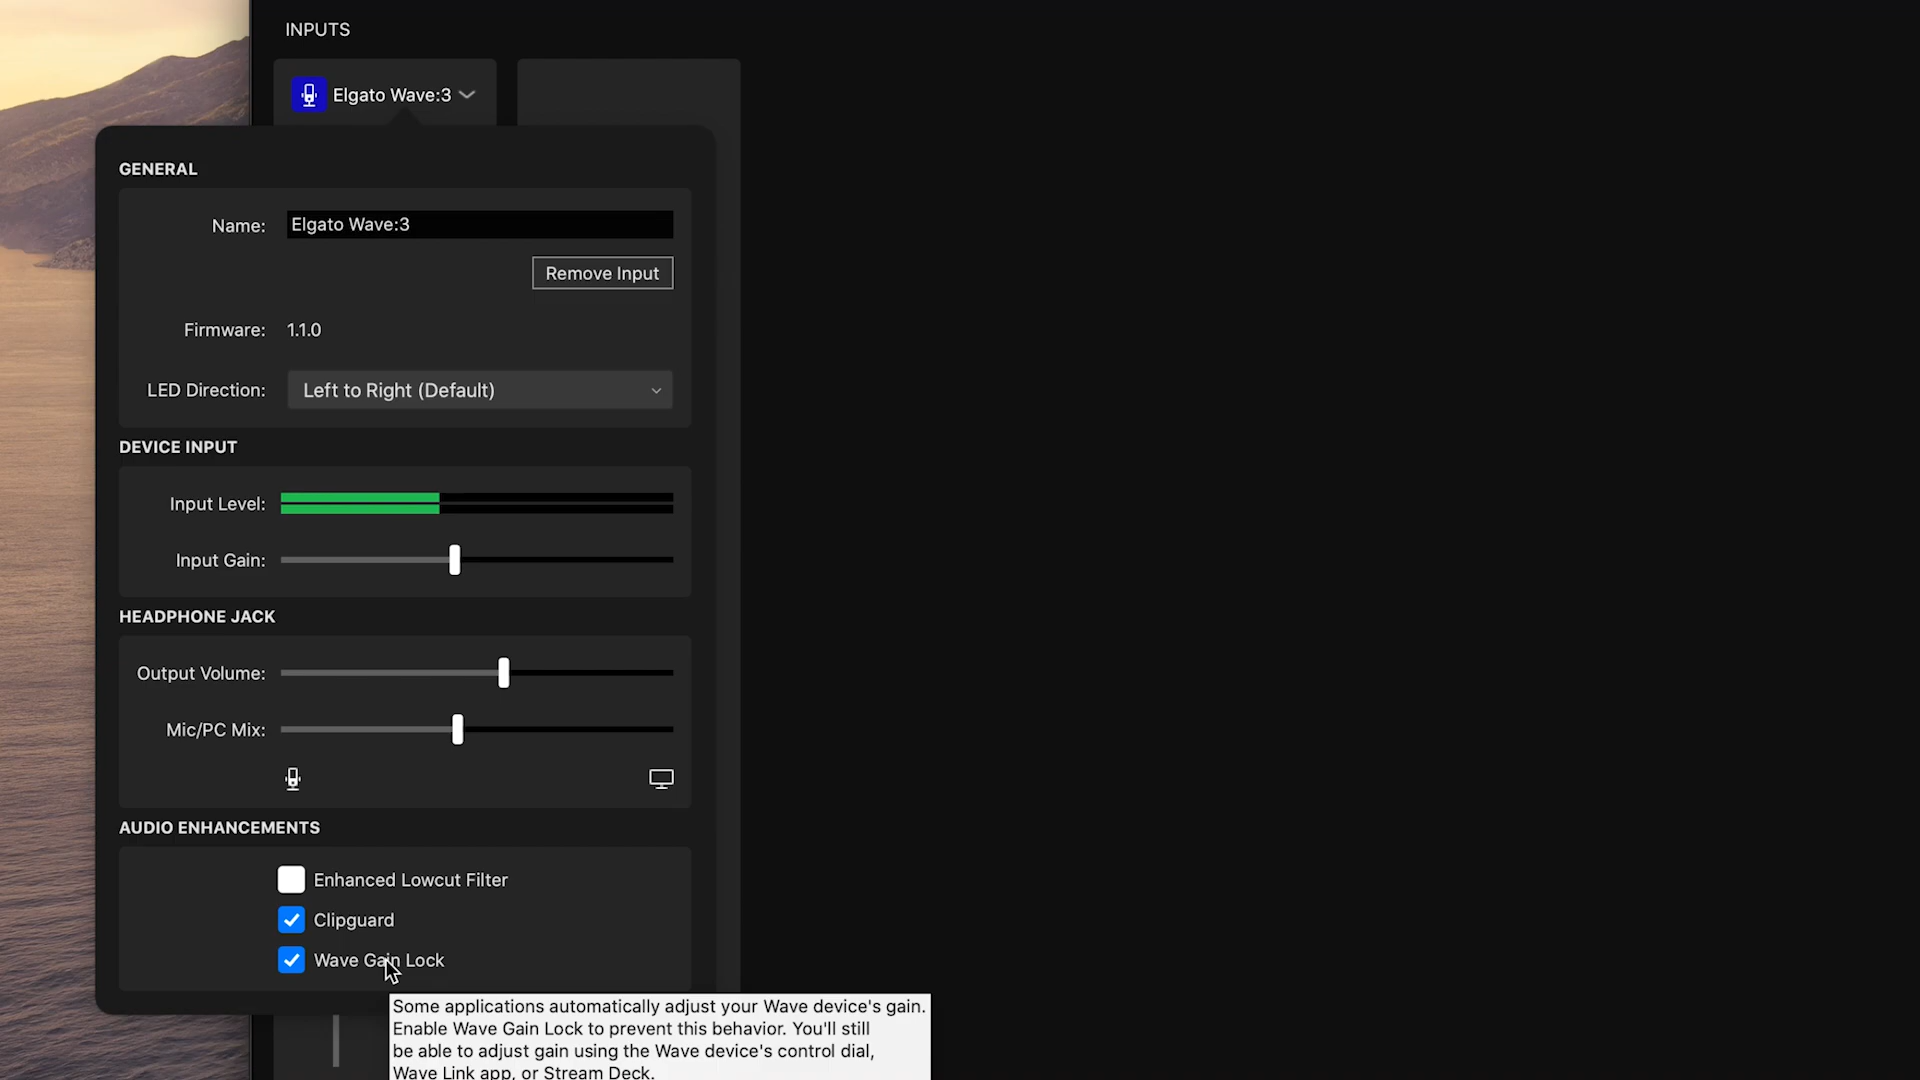 INPUTS
Elgato Wave:3
GENERAL
Name: Elgato Wave:3
Remove Input
Firmware: 1.1.0
LED Direction: Left to Right (Default)
DEVICE INPUT
Input Level:
Input Gain:
HEADPHONE JACK
Output Volume:
Mic/PC Mix:
AUDIO ENHANCEMENTS
Enhanced Lowcut Filter
Clipguard
Wave Gain Lock
Some applications automatically adjust your Wave device's gain.
Enable Wave Gain Lock to prevent this behavior. You'll still
be able to adjust gain using the Wave device's control dial,
Wave Link app, or Stream Deck.